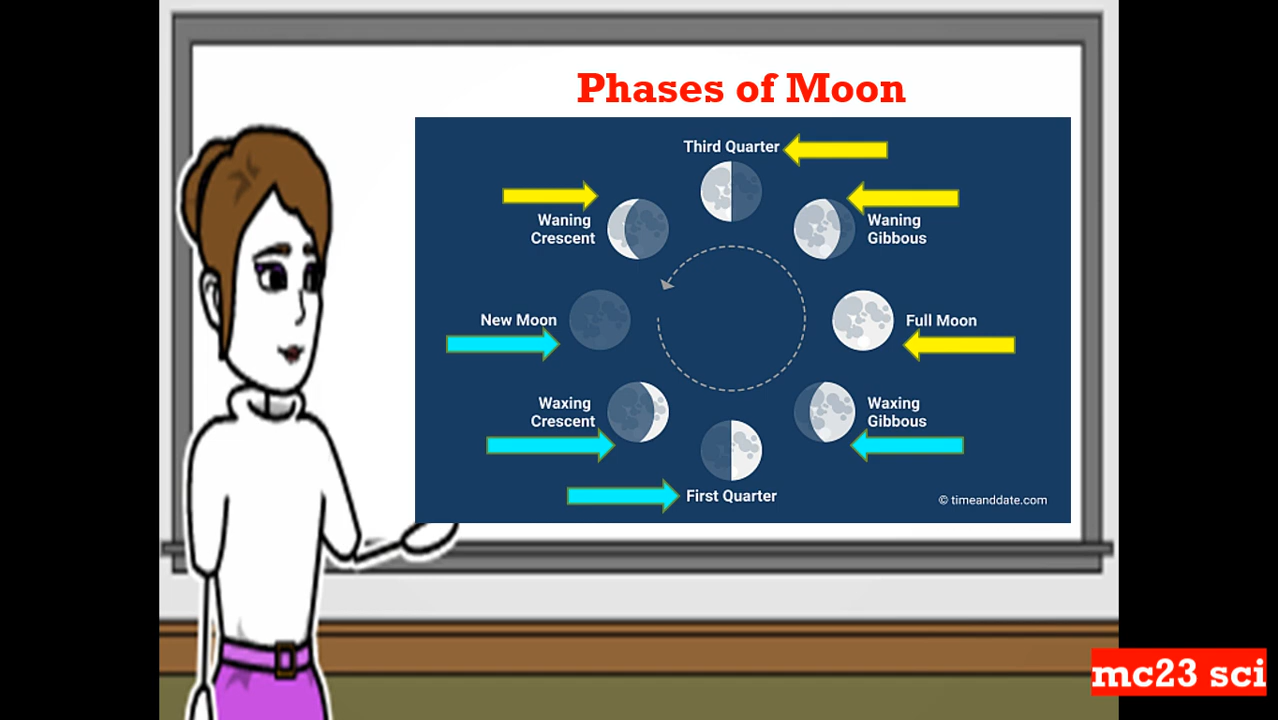 Phases of Moon
Third Quarter
Waning
Crescent
Waning
Gibbous
New Moon
Full Moon
Waxing
Crescent
Waxing
Gibbous
First Quarter
© timeanddate.com
mc23 sci